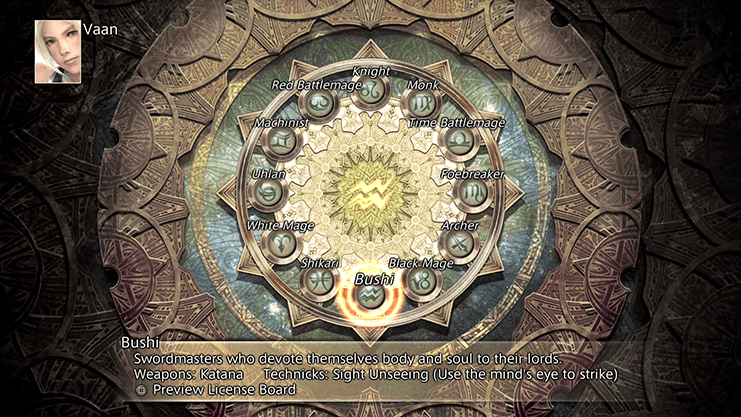 Vaan
Knight
Red Battlemage
Monk
Machinist
Time Battlemage
Uhlan
Foebreaker
White Mage
Archer
Shikari
Black Mage
Bushi
Bushi
Swordmasters who devote themselves body and soul to their lords.
Weapons: Katana Technicks: Sight Unseeing (Use the mind's eye to strike)
Preview License Board